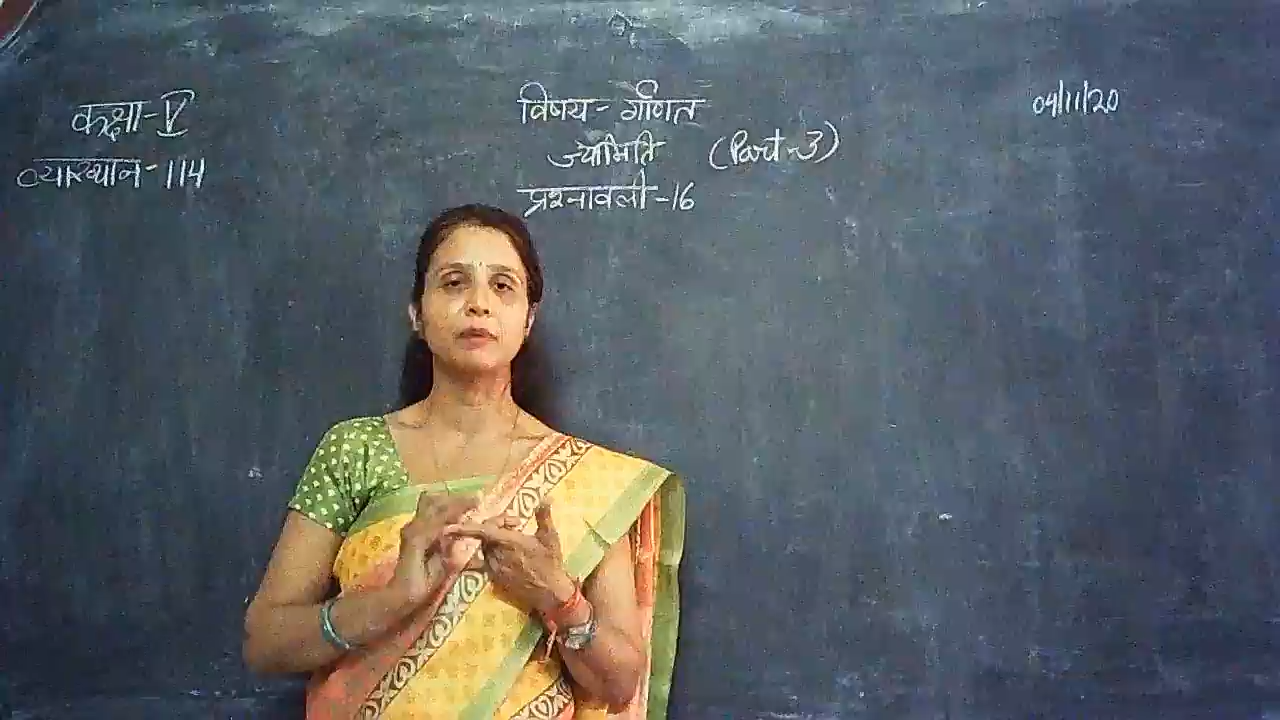 कक्षा-V
व्याख्यान-114
विषय- गणित
ज्यामिति (Part-3)
प्रश्नावली-16
04/11/20